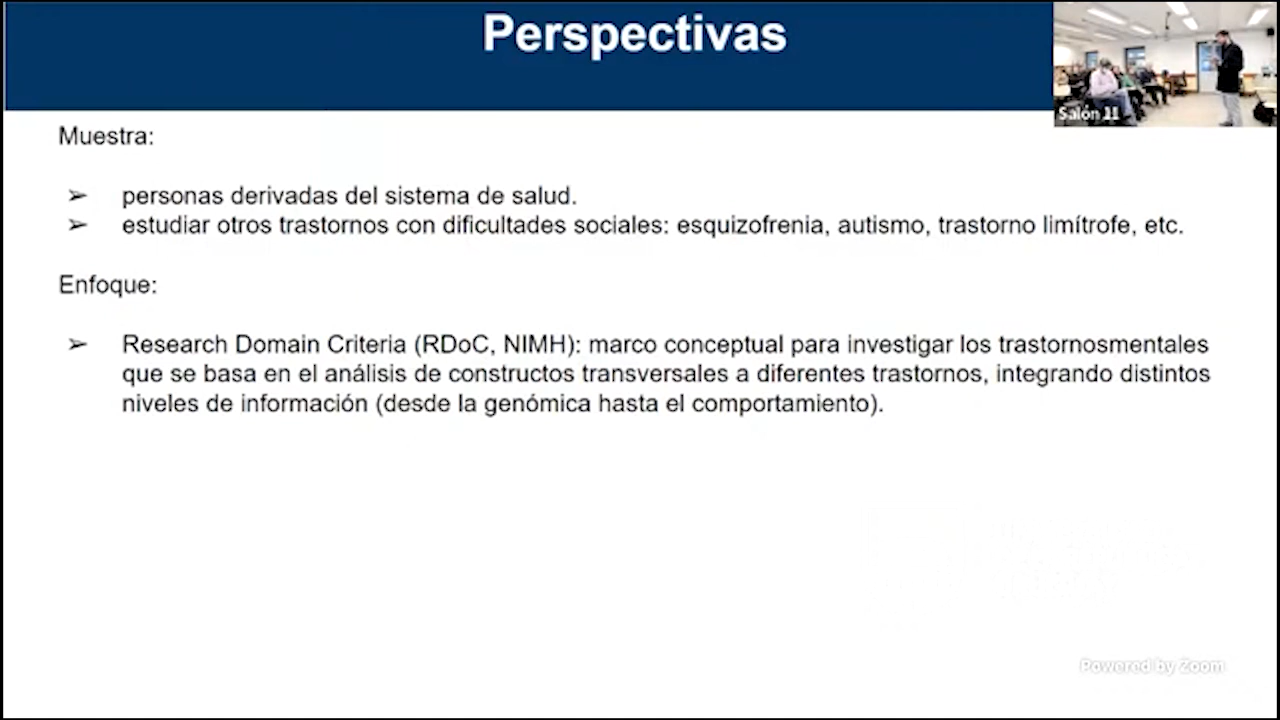 Perspectivas
Salón 11
Muestra:
➢ personas derivadas del sistema de salud.
➢ estudiar otros trastornos con dificultades sociales: esquizofrenia, autismo, trastorno limítrofe, etc.
Enfoque:
➢ Research Domain Criteria (RDoC, NIMH): marco conceptual para investigar los trastornosmentales
que se basa en el análisis de constructos transversales a diferentes trastornos, integrando distintos
niveles de información (desde la genómica hasta el comportamiento).
Powered by Zoom